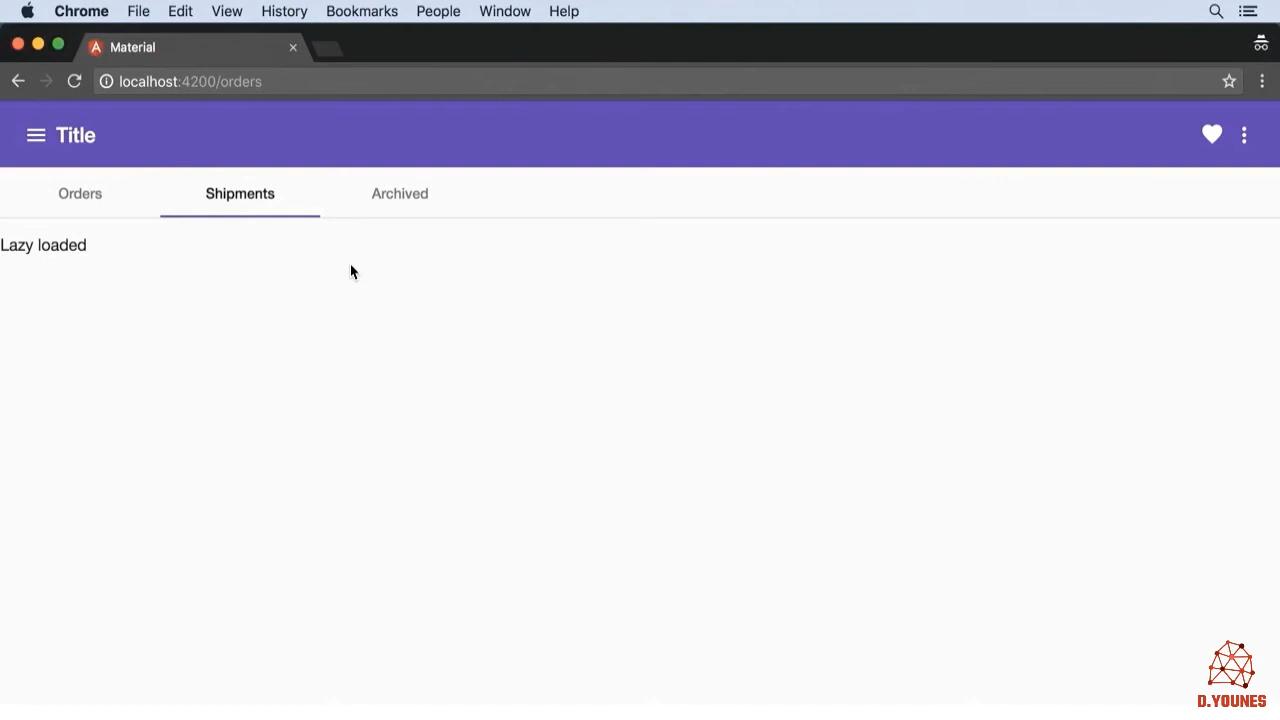 Chrome File Edit View History Bookmarks People Window Help
Material
localhost:4200/orders
Title
Orders Shipments Archived
Lazy loaded
D.YOUNES